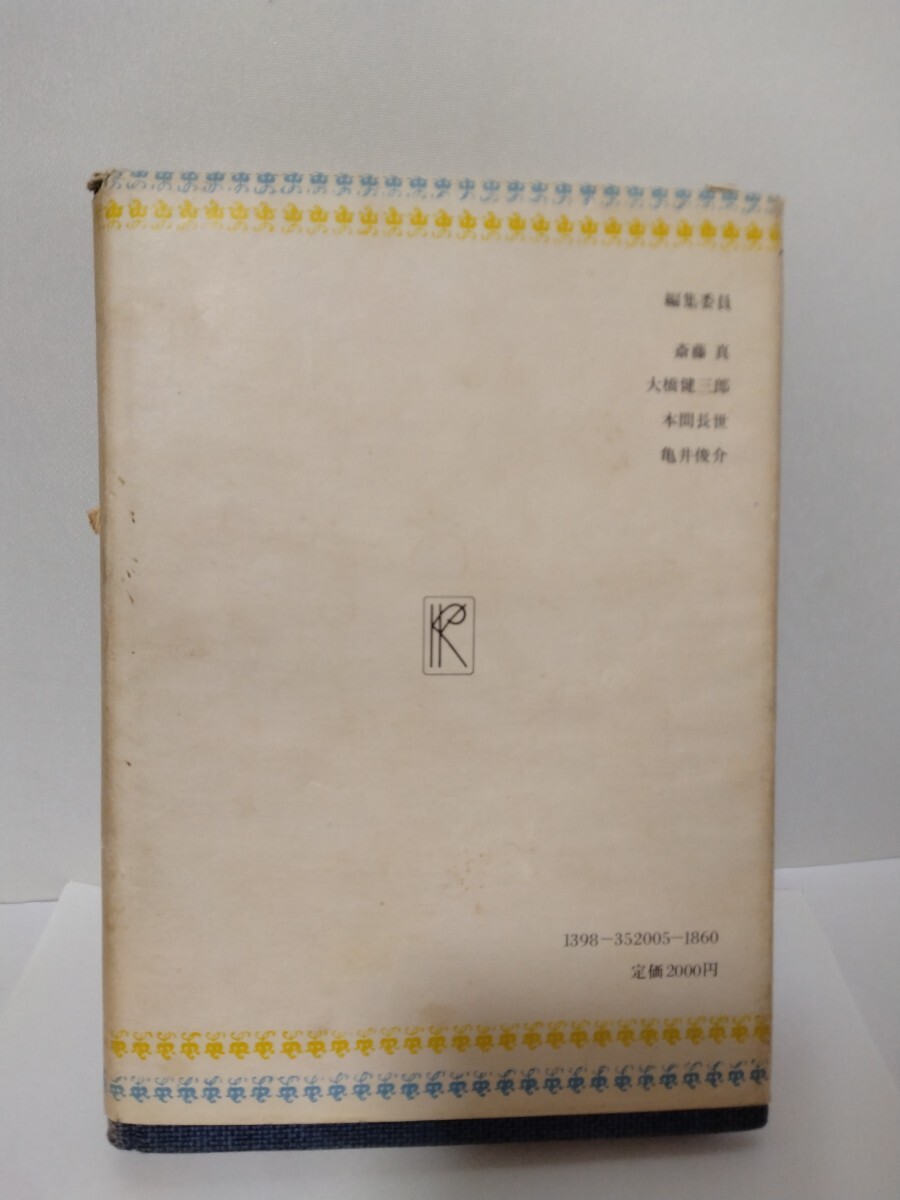 編集委員
斎藤 真
大橋健三郎
本間長世
亀井俊介
1398-352005-1860
定価2000円